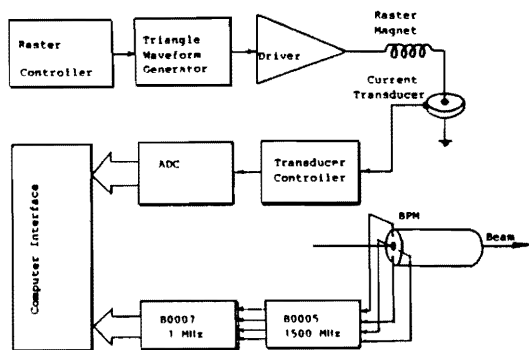 Raster
Controller
Triangle
Waveform
Generator
Driver
Raster
Magnet
Current
Transducer
Computer Interface
ADC
Transducer
Controller
BPM
Beam
B0007
1 MHz
B0005
1500 MHz